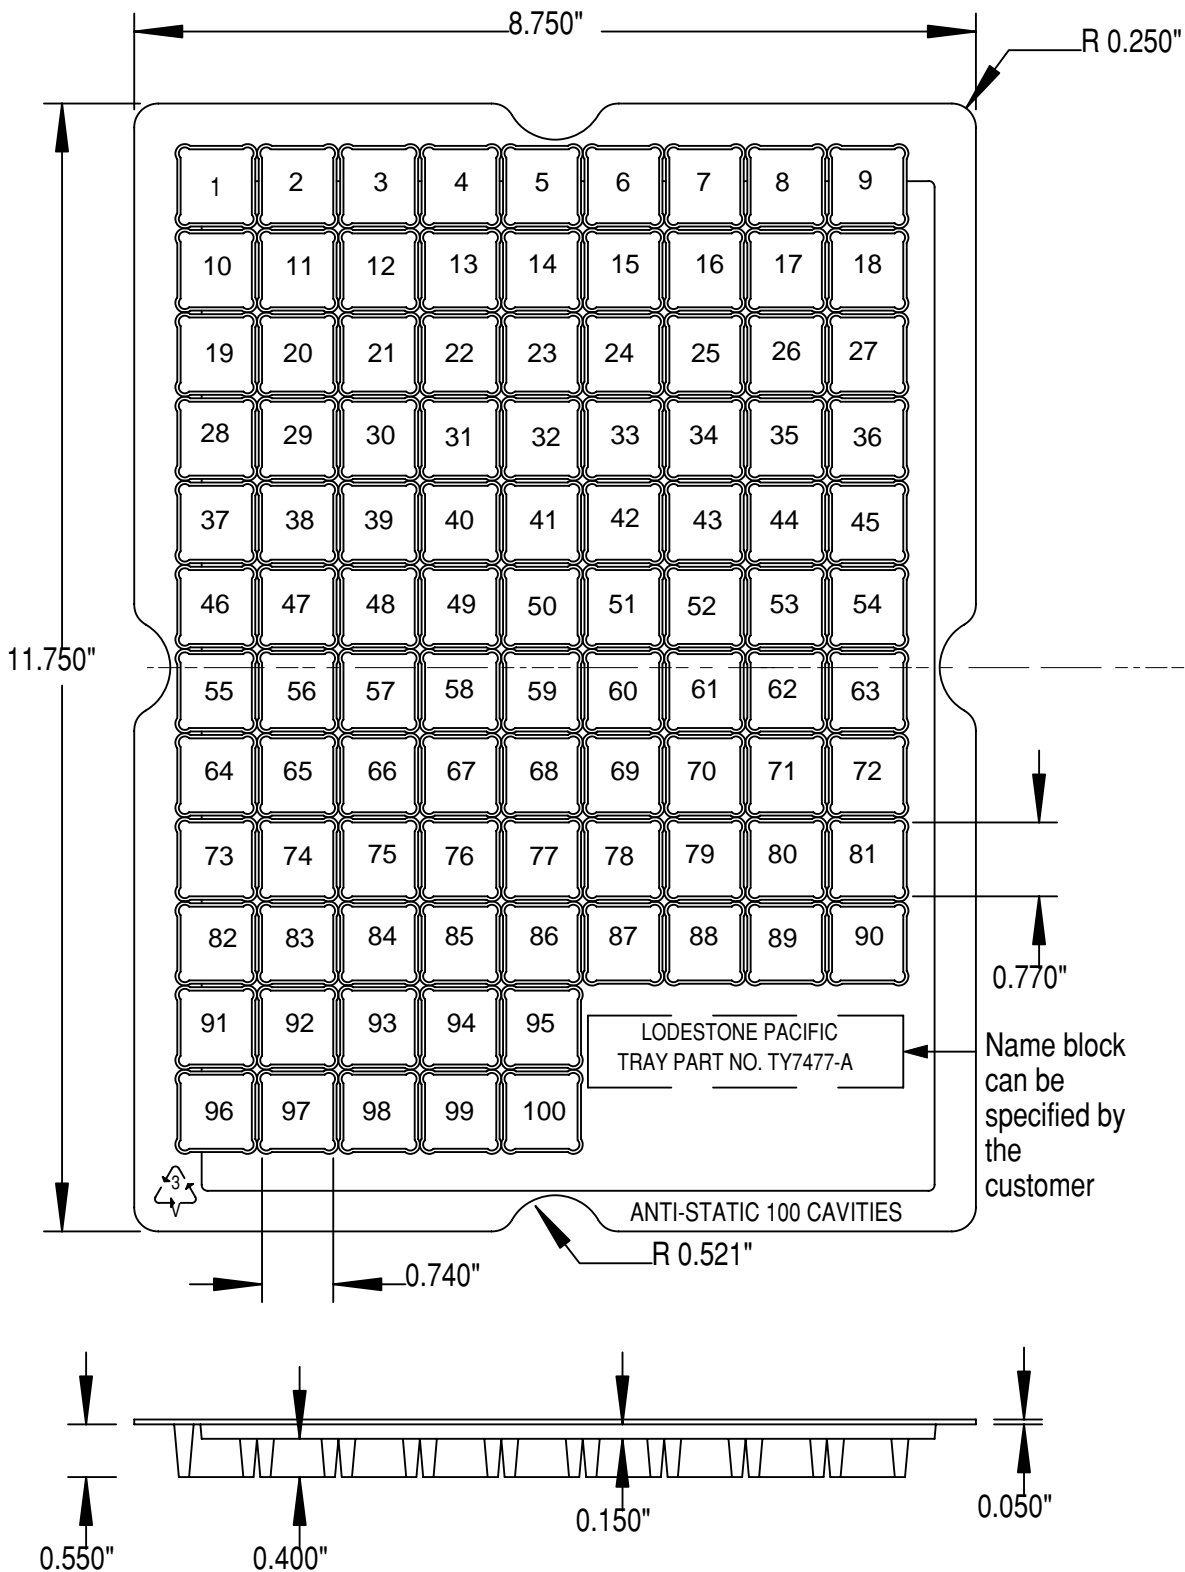 8.750"
R 0.250"
1 2 3 4 5 6 7 8 9
10 11 12 13 14 15 16 17 18
19 20 21 22 23 24 25 26 27
28 29 30 31 32 33 34 35 36
37 38 39 40 41 42 43 44 45
46 47 48 49 50 51 52 53 54
11.750"
55 56 57 58 59 60 61 62 63
64 65 66 67 68 69 70 71 72
73 74 75 76 77 78 79 80 81
82 83 84 85 86 87 88 89 90
0.770"
91 92 93 94 95
LODESTONE PACIFIC
TRAY PART NO. TY7477-A
Name block
can be
specified by
the
customer
96 97 98 99 100
3
ANTI-STATIC 100 CAVITIES
R 0.521"
0.740"
0.550"
0.400"
0.150"
0.050"